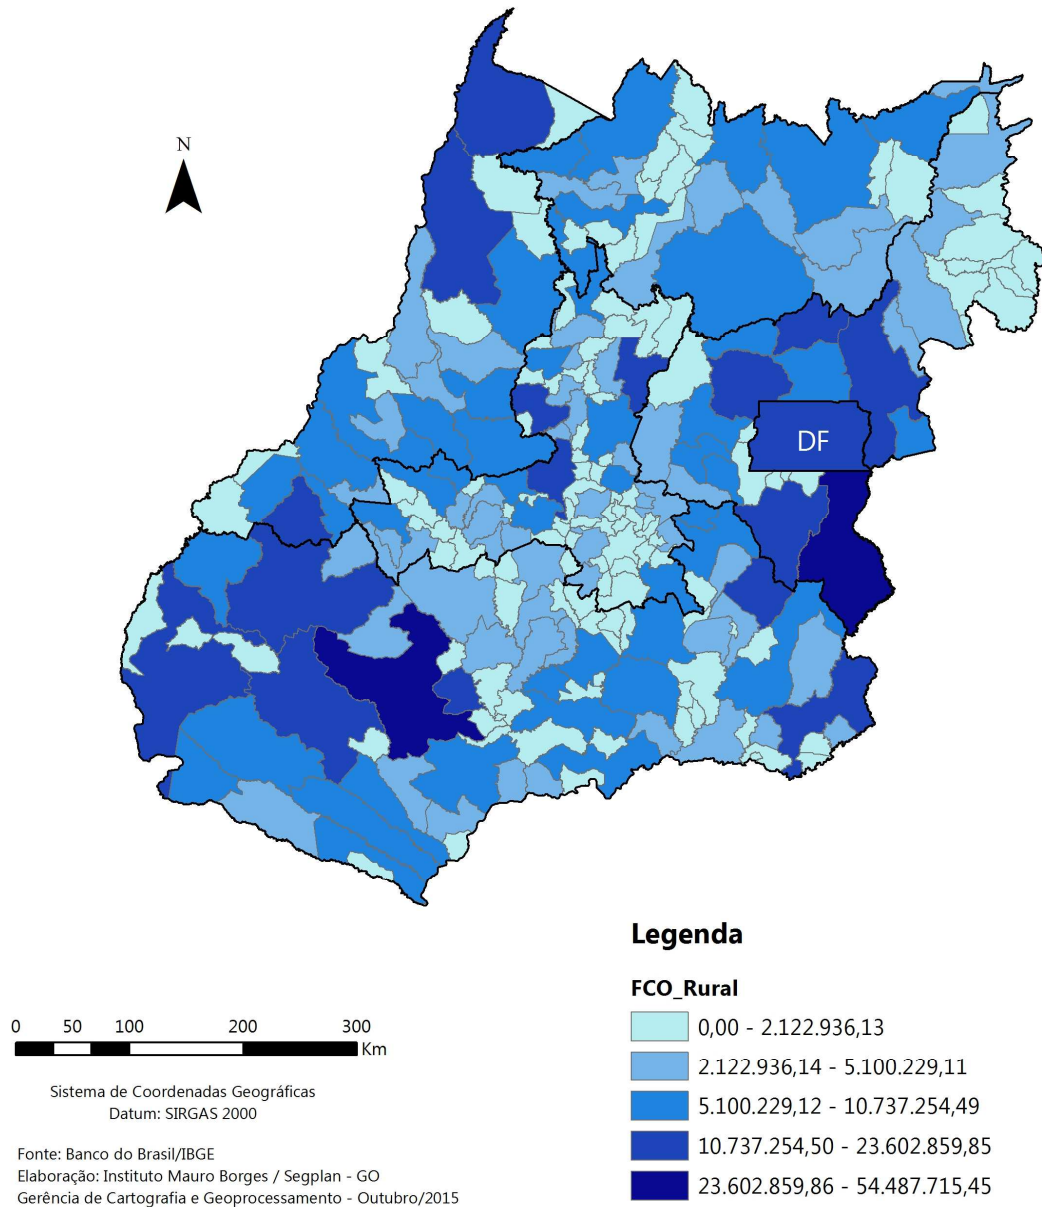 N
DF
Legenda
FCO_Rural
0,00 - 2.122.936,13
2.122.936,14 - 5.100.229,11
5.100.229,12 - 10.737.254,49
10.737.254,50 - 23.602.859,85
23.602.859,86 - 54.487.715,45
0 50 100 200 300
Km
Sistema de Coordenadas Geográficas
Datum: SIRGAS 2000
Fonte: Banco do Brasil/IBGE
Elaboração: Instituto Mauro Borges / Segplan - GO
Gerência de Cartografia e Geoprocessamento - Outubro/2015